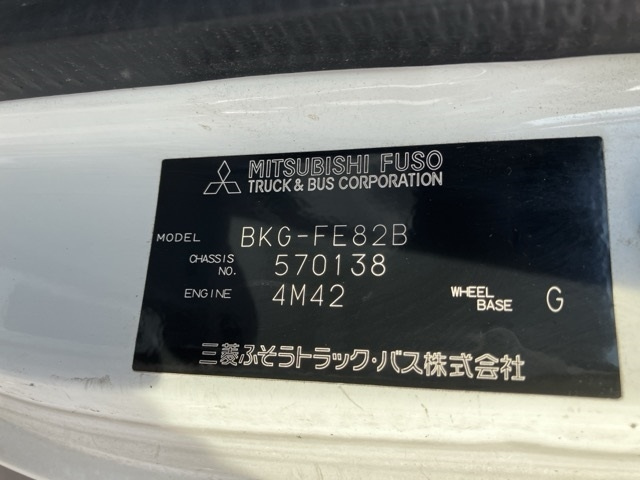 MITSUBISHI FUSO
TRUCK & BUS CORPORATION
MODEL BKG-FE82B
CHASSIS NO. 570138
ENGINE 4M42 WHEEL BASE G
三菱ふそうトラック・バス株式会社